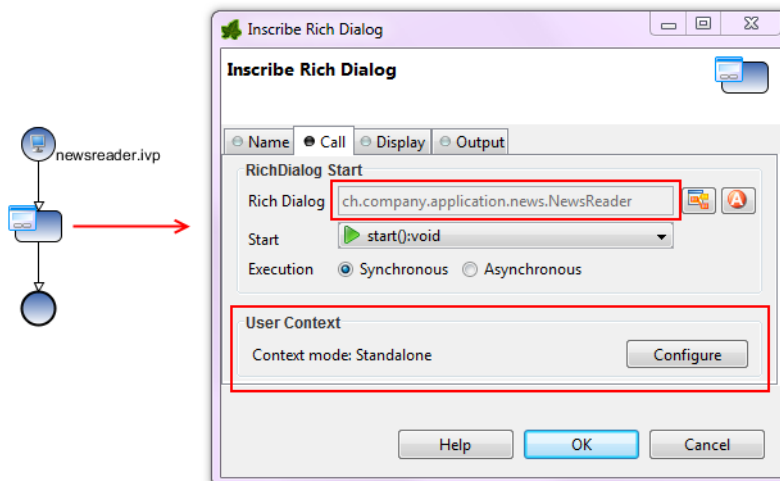 Inscribe Rich Dialog
Inscribe Rich Dialog
newsreader.ivp
Name Call Display Output
RichDialog Start
Rich Dialog ch.company.application.news.NewsReader A
Start start():void
Execution Synchronous Asynchronous
User Context
Context mode: Standalone Configure
Help OK Cancel